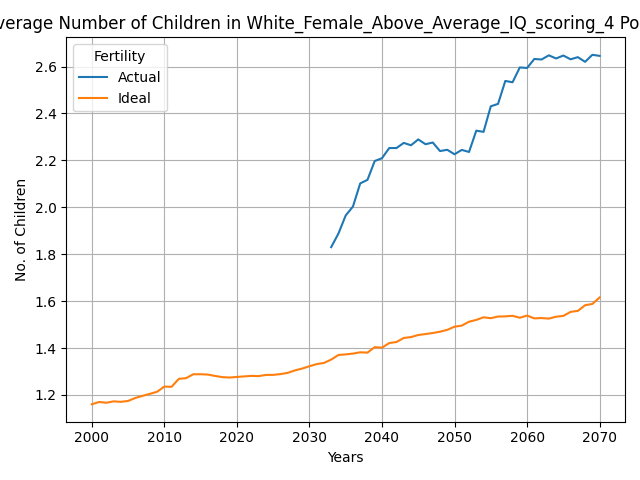 verage Number of Children in White_Female_Above_Average_IQ_scoring_4 Po
Fertility
Actual
Ideal
No. of Children
2.6
2.4
2.2
2.0
1.8
1.6
1.4
1.2
2000 2010 2020 2030 2040 2050 2060 2070
Years